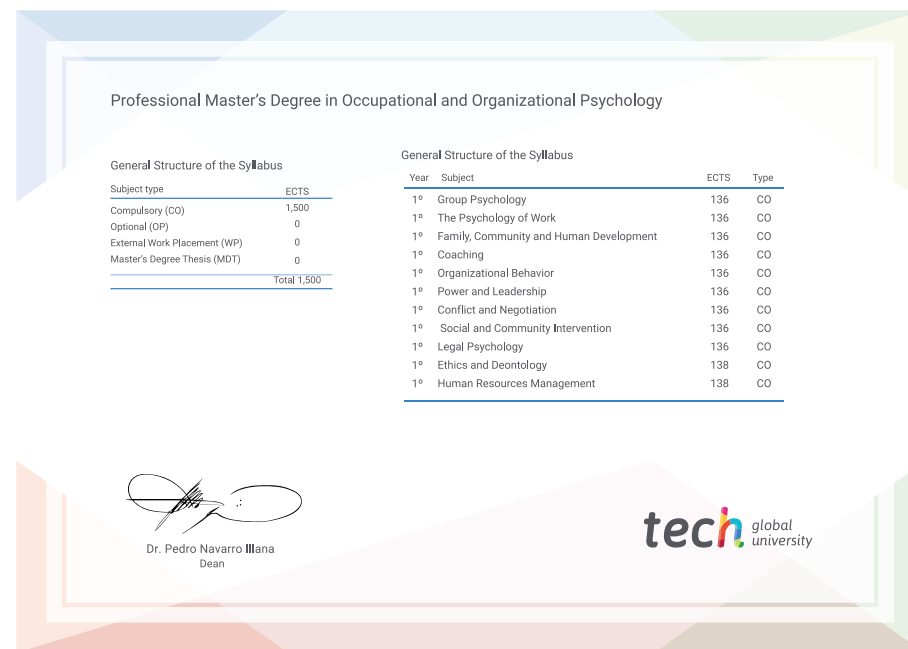 Professional Master's Degree in Occupational and Organizational Psychology
General Structure of the Syllabus
Subject type ECTS
Compulsory (CO) 1,500
Optional (OP) 0
External Work Placement (WP) 0
Master's Degree Thesis (MDT) 0
Total 1,500
General Structure of the Syllabus
Year Subject ECTS Type
1º Group Psychology 136 CO
1º The Psychology of Work 136 CO
1º Family, Community and Human Development 136 CO
1º Coaching 136 CO
1º Organizational Behavior 136 CO
1º Power and Leadership 136 CO
1º Conflict and Negotiation 136 CO
1º Social and Community Intervention 136 CO
1º Legal Psychology 136 CO
1º Ethics and Deontology 138 CO
1º Human Resources Management 138 CO
Dr. Pedro Navarro Illana
Dean
tech global
university